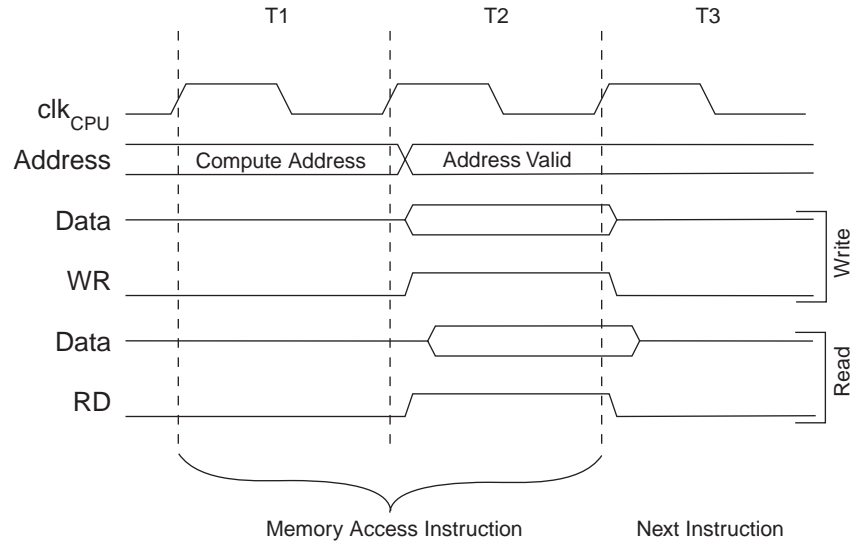 T1 T2 T3
clkCPU
Address Compute Address Address Valid
Data
WR
Write
Data
RD
Read
Memory Access Instruction Next Instruction